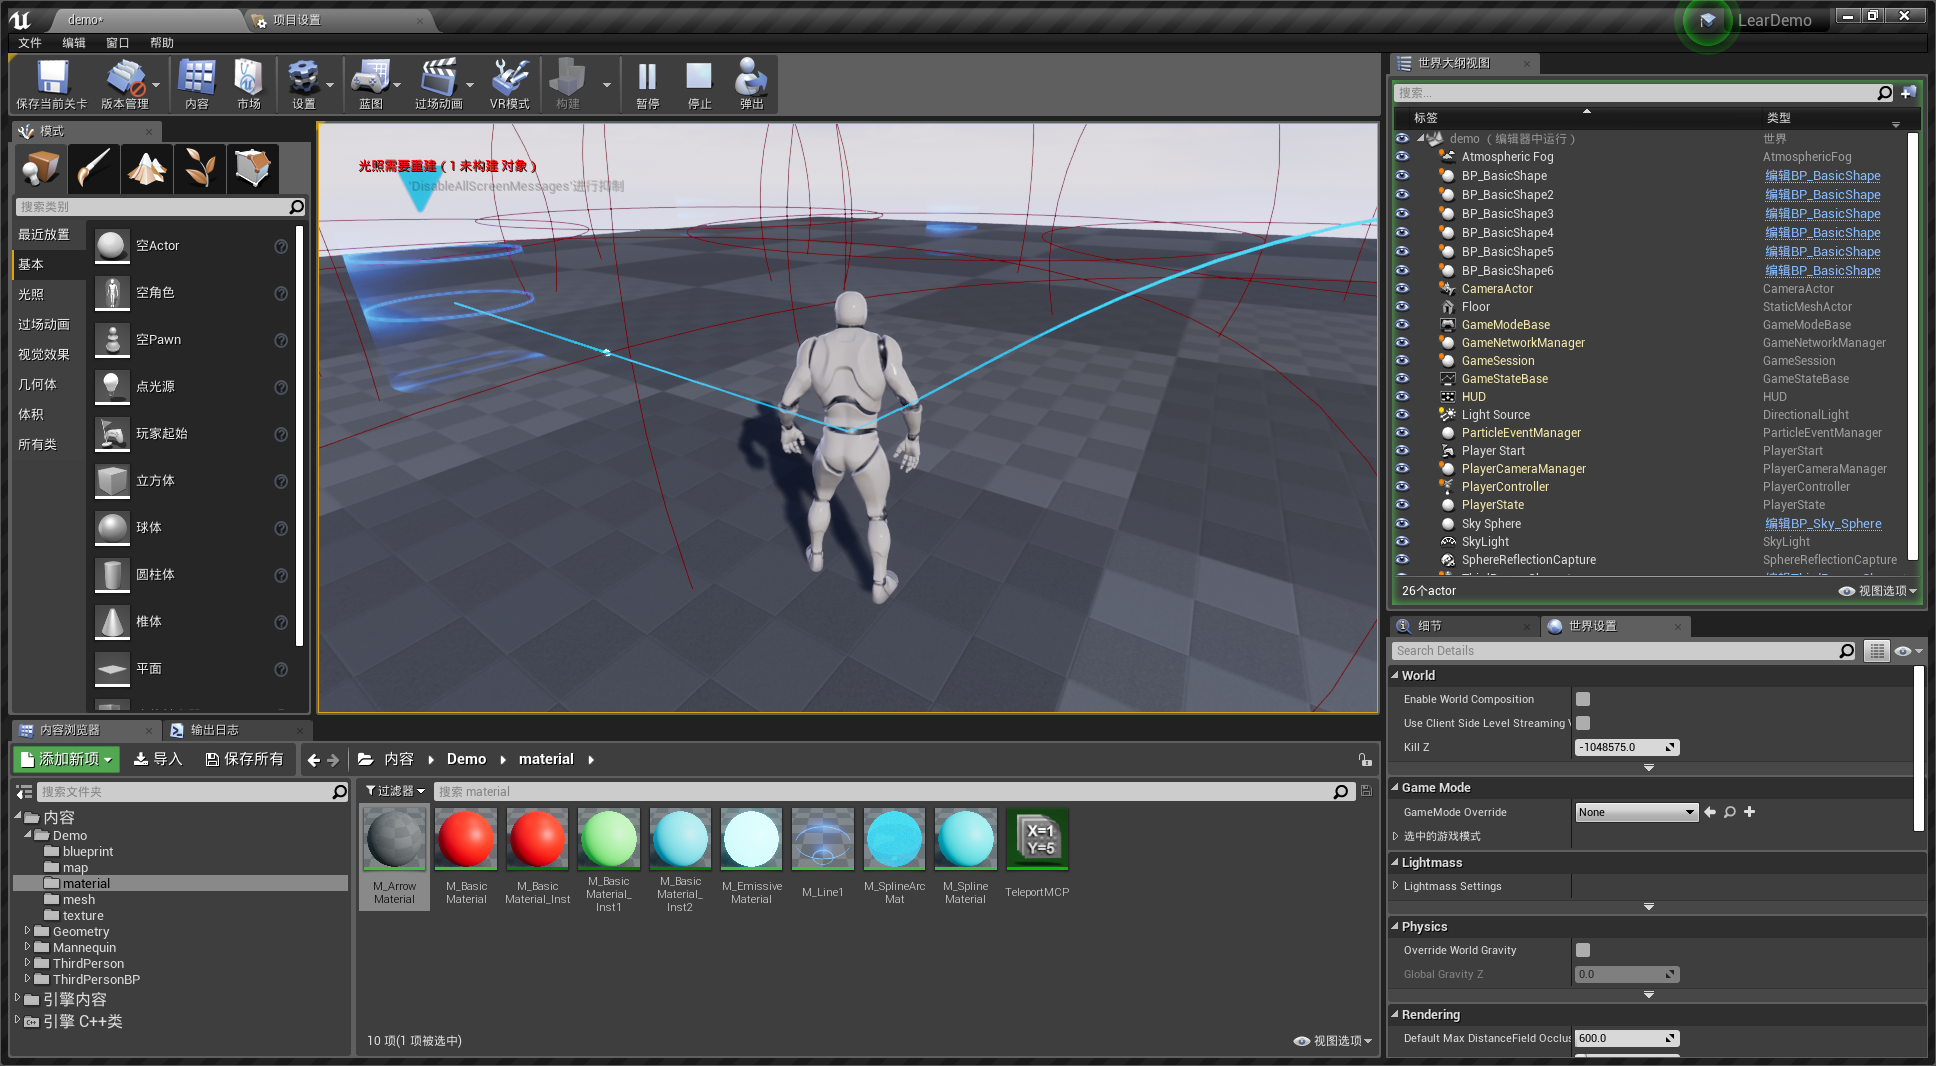 demo*
项目设置
LearDemo
文件 编辑 窗口 帮助
保存当前关卡 版本管理 内容 市场 设置 蓝图 过场动画 VR模式 构建 暂停 停止 弹出
模式
搜索类别
最近放置
基本
光照
过场动画
视觉效果
几何体
体积
所有类
空Actor
空角色
空Pawn
点光源
玩家起始
立方体
球体
圆柱体
椎体
平面
光照需要重建（1 未构建 对象）
'DisableAllScreenMessages'进行抑制
世界大纲视图
搜索...
标签 类型
demo（编辑器中运行） 世界
Atmospheric Fog AtmosphericFog
BP_BasicShape 编辑BP_BasicShape
BP_BasicShape2 编辑BP_BasicShape
BP_BasicShape3 编辑BP_BasicShape
BP_BasicShape4 编辑BP_BasicShape
BP_BasicShape5 编辑BP_BasicShape
BP_BasicShape6 编辑BP_BasicShape
CameraActor CameraActor
Floor StaticMeshActor
GameModeBase GameModeBase
GameNetworkManager GameNetworkManager
GameSession GameSession
GameStateBase GameStateBase
HUD HUD
Light Source DirectionalLight
ParticleEventManager ParticleEventManager
Player Start PlayerStart
PlayerCameraManager PlayerCameraManager
PlayerController PlayerController
PlayerState PlayerState
Sky Sphere 编辑BP_Sky_Sphere
SkyLight SkyLight
SphereReflectionCapture SphereReflectionCapture
26个actor 视图选项
细节 世界设置
Search Details
World
Enable World Composition
Use Client Side Level Streaming
Kill Z -1048575.0
Game Mode
GameMode Override None
选中的游戏模式
Lightmass
Lightmass Settings
Physics
Override World Gravity
Global Gravity Z 0.0
Rendering
Default Max DistanceField Occlus 600.0
内容浏览器 输出日志
添加新项 导入 保存所有 内容 Demo material
搜索文件夹
过滤器 搜索 material
内容
Demo
blueprint
map
material
mesh
texture
Geometry
Mannequin
ThirdPerson
ThirdPersonBP
引擎内容
引擎 C++类
M_Arrow
Material
M_Basic
Material
M_Basic
Material_Inst
M_Basic
Material_
Inst1
M_Basic
Material_
Inst2
M_Emissive
Material
M_Line1
M_SplineArc
Mat
M_Spline
Material
X=1
Y=5
TeleportMCP
10 项(1 项被选中) 视图选项